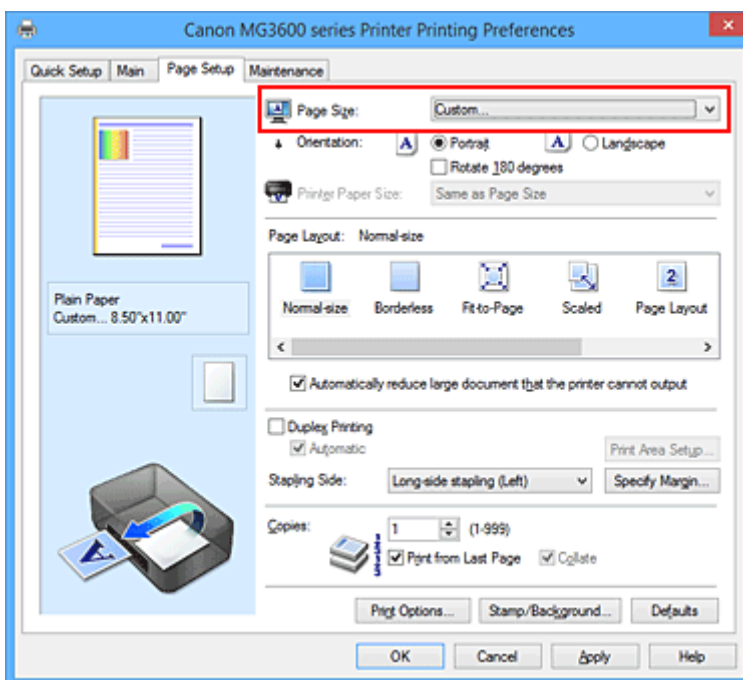 Canon MG3600 series Printer Printing Preferences
Quick Setup Main Page Setup Maintenance
Page Size: Custom...
Orientation: A Portrait A Landscape
Rotate 180 degrees
Printer Paper Size: Same as Page Size
Page Layout: Normal-size
Normal-size Borderless Fit-to-Page Scaled Page Layout
Plain Paper
Custom... 8.50"x11.00"
Automatically reduce large document that the printer cannot output
Duplex Printing
Automatic Print Area Setup...
Stapling Side: Long-side stapling (Left) Specify Margin...
Copies: 1 (1-999)
Print from Last Page Collate
Print Options... Stamp/Background... Defaults
OK Cancel Apply Help